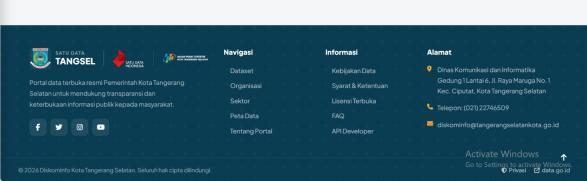 SATU DATA
TANGSEL
SATU DATA
INDONESIA
Portal data terbuka resmi Pemerintah Kota Tangerang
Selatan untuk mendukung transparansi dan
keterbukaan informasi publik kepada masyarakat.
Navigasi
Dataset
Organisasi
Sektor
Peta Data
Tentang Portal
Informasi
Kebijakan Data
Syarat & Ketentuan
Lisensi Terbuka
FAQ
API Developer
Alamat
Dinas Komunikasi dan Informatika
Gedung 1 Lantai 6, Jl. Raya Maruga No. 1
Kec. Ciputat, Kota Tangerang Selatan
Telepon: (021) 22746509
diskominfo@tangerangselatankota.go.id
Activate Windows
Go to Settings to activate Windows.
© 2026 Diskominfo Kota Tangerang Selatan. Seluruh hak cipta dilindungi.
Privasi
data.go.id